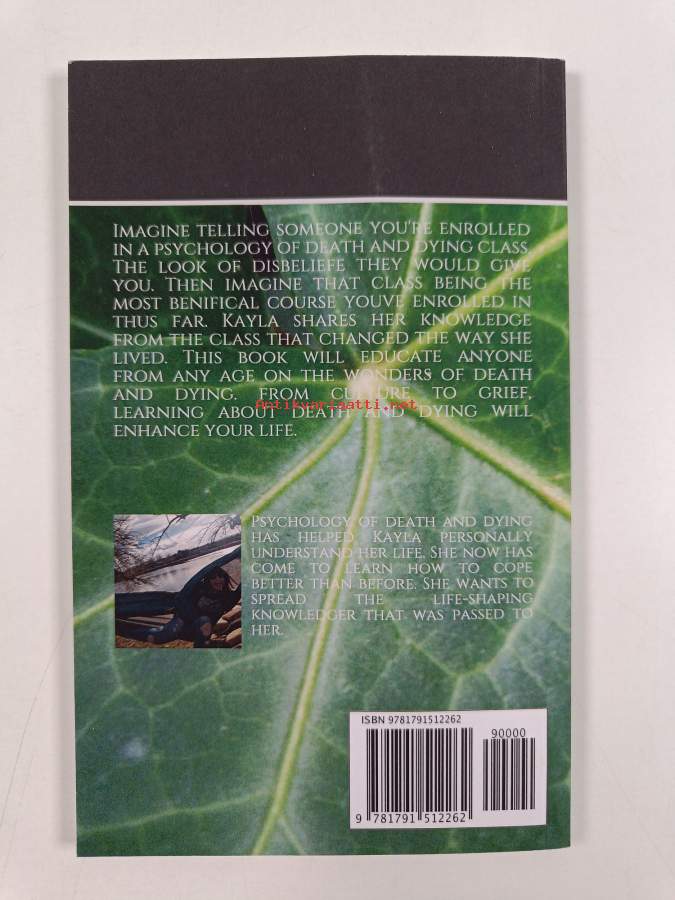 IMAGINE TELLING SOMEONE YOU'RE ENROLLED
IN A PSYCHOLOGY OF DEATH AND DYING CLASS.
THE LOOK OF DISBELIEFE THEY WOULD GIVE
YOU. THEN IMAGINE THAT CLASS BEING THE
MOST BENIFICAL COURSE YOUVE ENROLLED IN
THUS FAR. KAYLA SHARES HER KNOWLEDGE
FROM THE CLASS THAT CHANGED THE WAY SHE
LIVED. THIS BOOK WILL EDUCATE ANYONE
FROM ANY AGE ON THE WONDERS OF DEATH
AND DYING. FROM CULTURE TO GRIEF,
Antikvariaatti.net
LEARNING ABOUT DEATH AND DYING WILL
ENHANCE YOUR LIFE.
PSYCHOLOGY OF DEATH AND DYING
HAS HELPED KAYLA PERSONALLY
UNDERSTAND HER LIFE. SHE NOW HAS
COME TO LEARN HOW TO COPE
BETTER THAN BEFORE. SHE WANTS TO
SPREAD THE LIFE-SHAPING
KNOWLEDGER THAT WAS PASSED TO
HER.
ISBN 9781791512262
90000
9 781791 512262